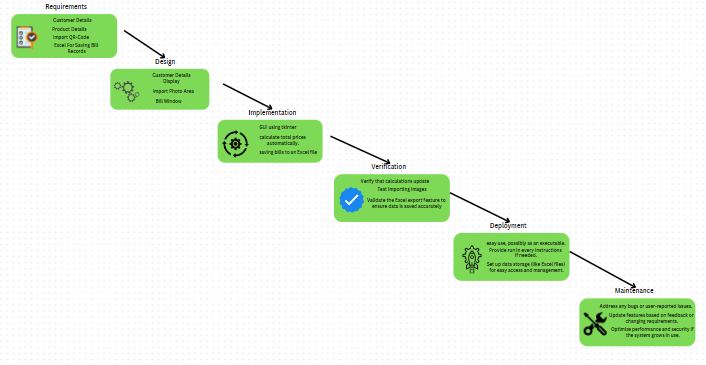 Requirements
Customer Details
Product Details
Import QR-Code
Excel For Saving Bill
Records
Design
Customer Details
Display
Import Photo Area
Bill Window
Implementation
GUI using tkinter
calculate total prices
automatically.
saving bills to an Excel file
Verification
Verify that calculations update
Test importing images
Validate the Excel export feature to
ensure data is saved accurately
Deployment
easy use, possibly as an executable.
Provide run in every instructions
if needed.
Set up data storage (like Excel files)
for easy access and management.
Maintenance
Address any bugs or user-reported issues.
Update features based on feedback or
changing requirements.
Optimise performance and security if
the system grows in use.